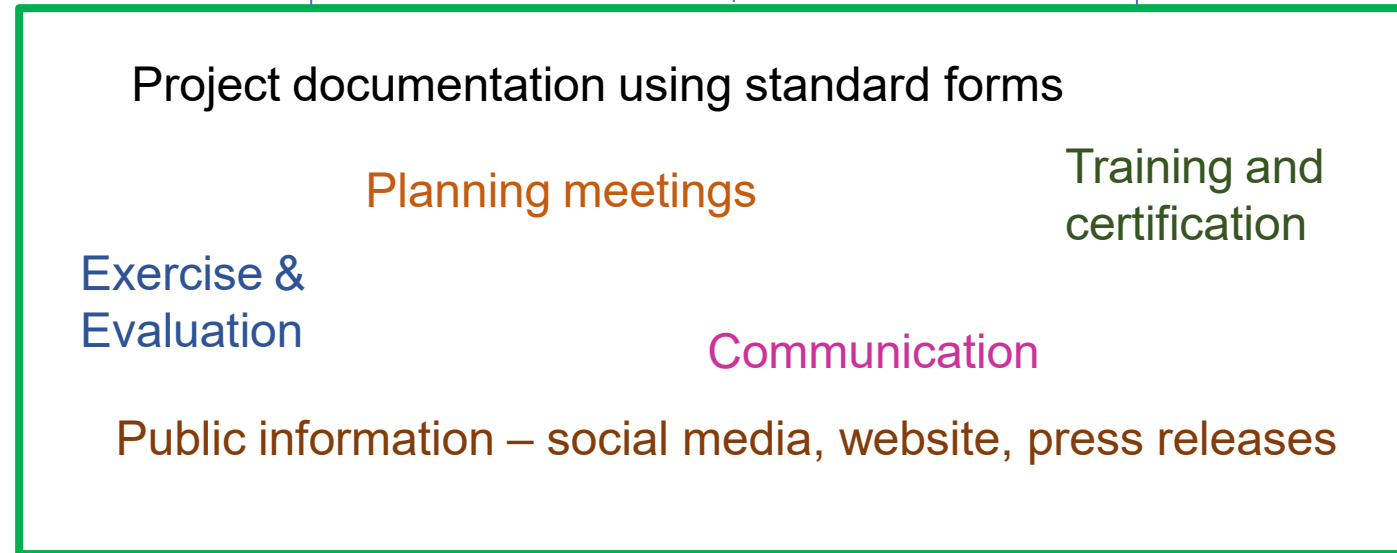 Project documentation using standard forms
Training and
Planning meetings
certification
Exercise &
Evaluation
Communication
Public information – social media, website, press releases